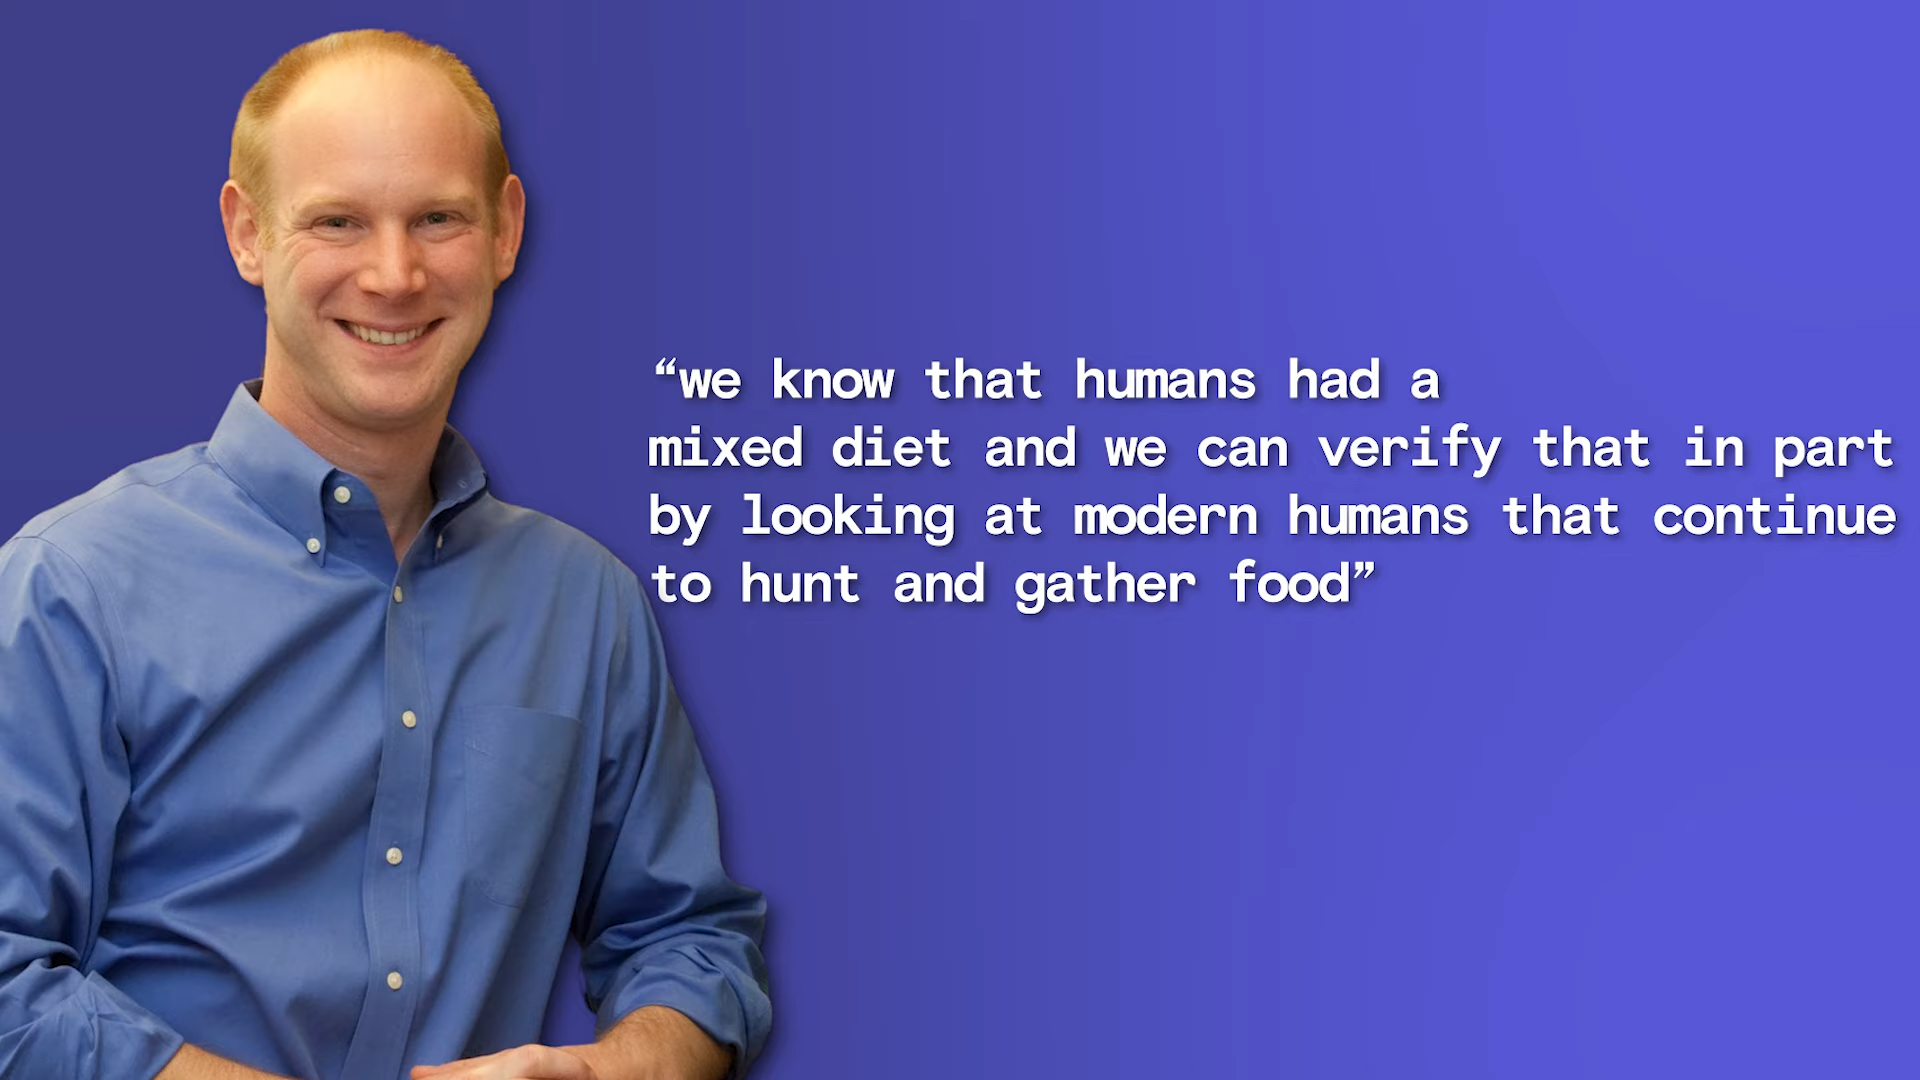 “we know that humans had a
mixed diet and we can verify that in part
by looking at modern humans that continue
to hunt and gather food”